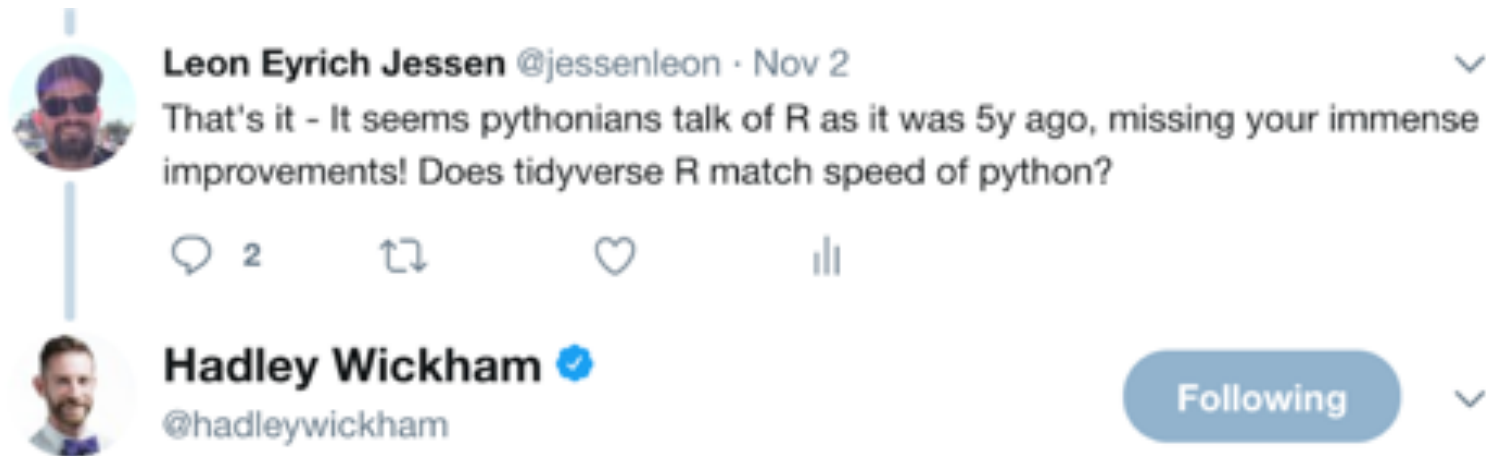 Leon Eyrich Jessen @jessenleon · Nov 2
That's it - It seems pythonians talk of R as it was 5y ago, missing your immense
improvements! Does tidyverse R match speed of python?
2
Hadley Wickham
Following
@hadleywickham